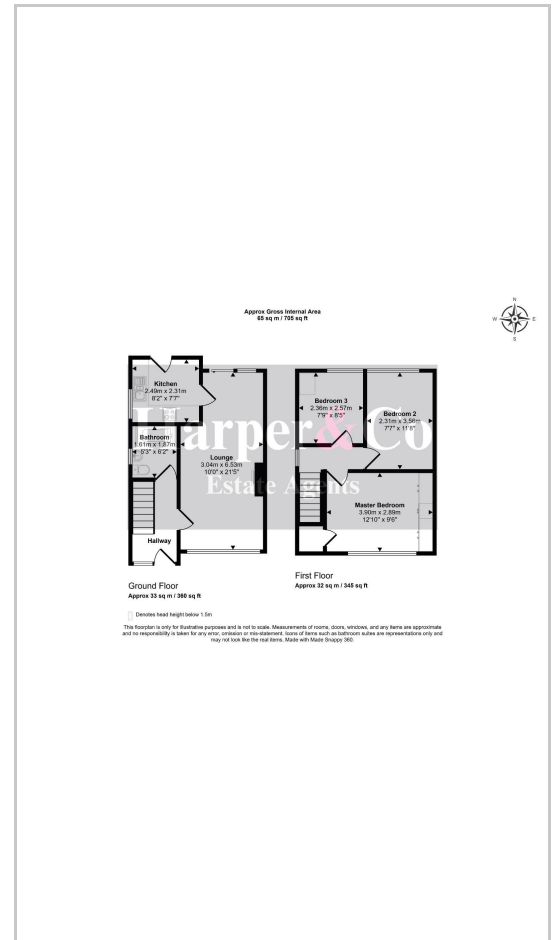 Approx Gross Internal Area
65 sq m / 705 sq ft
N
W E
S
Kitchen
2.49m x 2.31m
8'2" x 7'7"
Bathroom
1.61m x 1.87m
5'3" x 6'2"
Lounge
3.04m x 6.53m
10'0" x 21'5"
Hallway
Bedroom 3
2.36m x 2.57m
7'9" x 8'5"
Bedroom 2
2.31m x 3.56m
7'7" x 11'8"
Master Bedroom
3.90m x 2.89m
12'10" x 9'6"
Harper & Co
Estate Agents
Ground Floor
Approx 33 sq m / 360 sq ft
First Floor
Approx 32 sq m / 345 sq ft
Denotes head height below 1.5m
This floorplan is only for illustrative purposes and is not to scale. Measurements of rooms, doors, windows, and any items are approximate
and no responsibility is taken for any error, omission or mis-statement. Icons of items such as bathroom suites are representations only and
may not look like the real items. Made with Made Snappy 360.